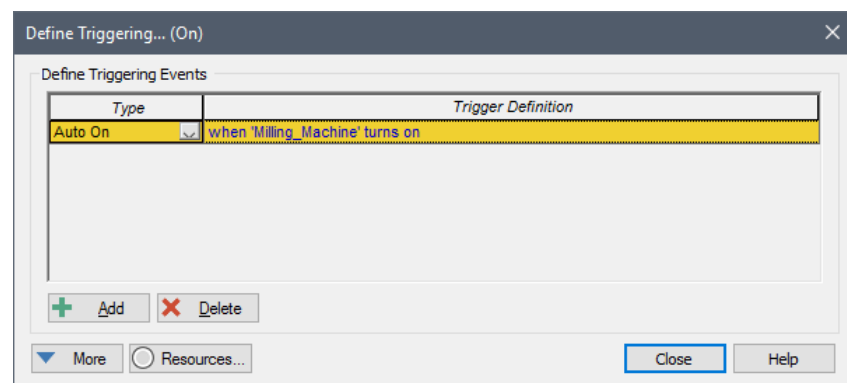 Define Triggering... (On)
Define Triggering Events
Type Trigger Definition
Auto On when 'Milling_Machine' turns on
Add Delete
More Resources... Close Help